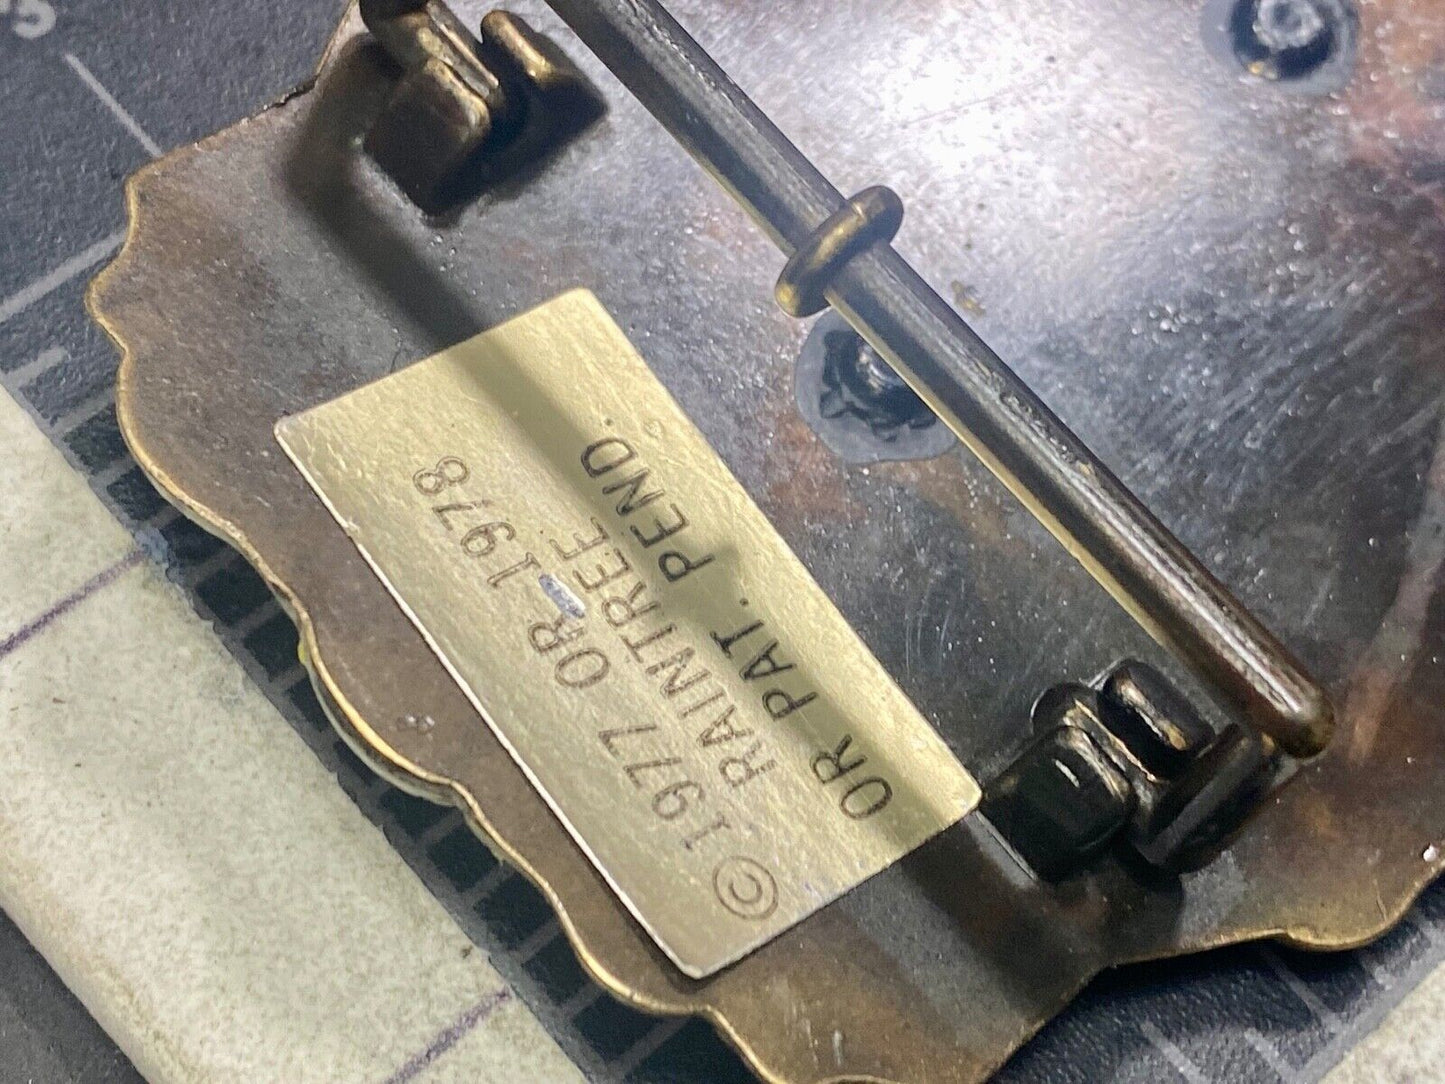 © 1977 OR 1978
RAINTREE
OR PAT. PEND.